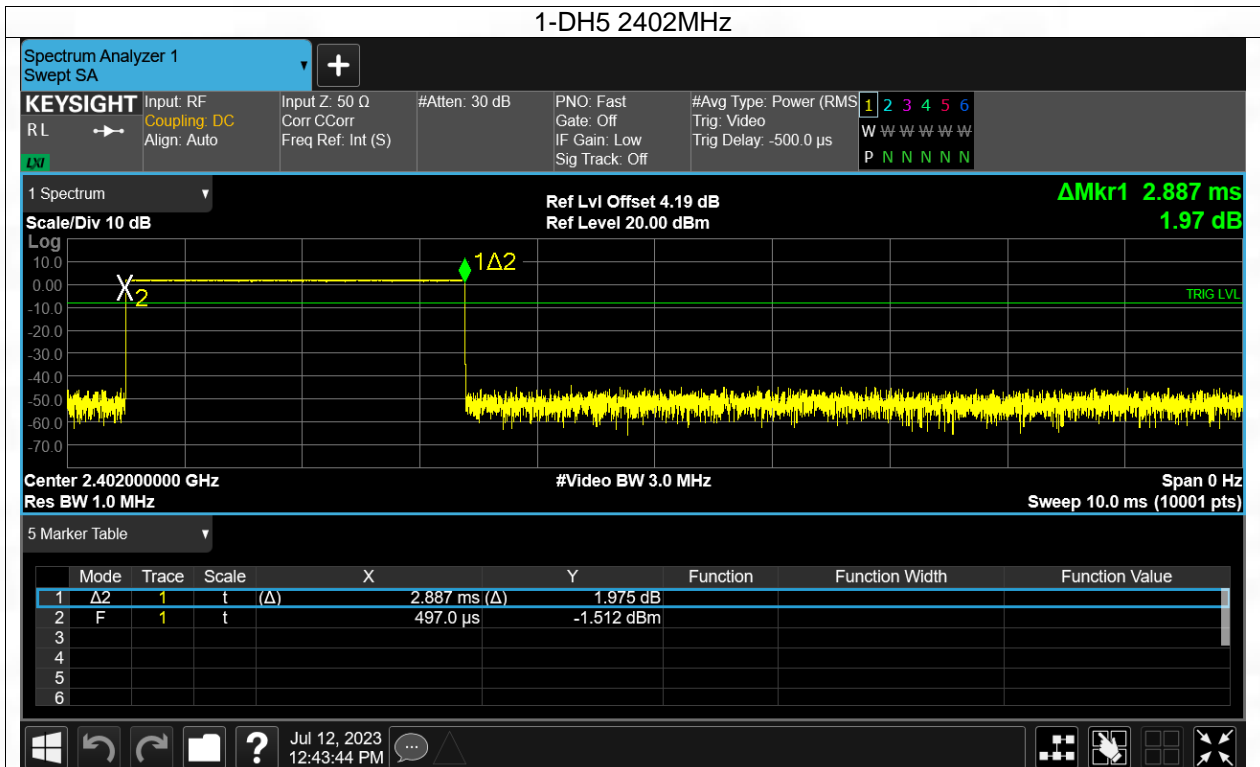 1-DH5 2402MHz
Spectrum Analyzer 1
Swept SA
KEYSIGHT Input: RF Input Z: 50 Ω #Atten: 30 dB PNO: Fast #Avg Type: Power (RMS 1 2 3 4 5 6
RL Coupling: DC Corr CCorr Gate: Off Trig: Video W W W W W W
Align: Auto Freq Ref: Int (S) IF Gain: Low Trig Delay: -500.0 µs
LXI Sig Track: Off P N N N N N
1 Spectrum Ref Lvl Offset 4.19 dB ΔMkr1 2.887 ms
Scale/Div 10 dB Ref Level 20.00 dBm 1.97 dB
Log
10.0 1Δ2
0.00 X2
TRIG LVL
-10.0
-20.0
-30.0
-40.0
-50.0
-60.0
-70.0
Center 2.402000000 GHz #Video BW 3.0 MHz Span 0 Hz
Res BW 1.0 MHz Sweep 10.0 ms (10001 pts)
5 Marker Table
Mode Trace Scale X Y Function Function Width Function Value
1 Δ2 1 t (Δ) 2.887 ms (Δ) 1.975 dB
2 F 1 t 497.0 µs -1.512 dBm
3
4
5
6
? Jul 12, 2023
12:43:44 PM